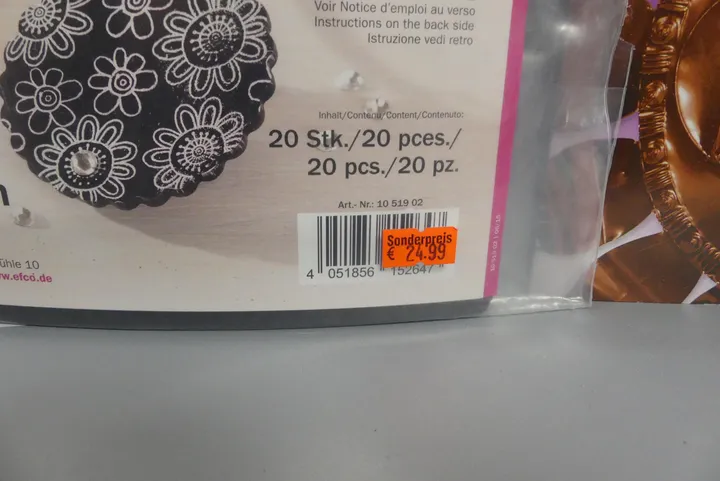 Voir Notice d'emploi au verso
Instructions on the back side
Istruzione vedi retro
Inhalt/Contenu/Content/Contenuto:
20 Stk./20 pces./
20 pcs./20 pz.
Art.- Nr.: 10 519 02
Sonderpreis
€ 24.99
4 051856 152647
ühle 10
ww.efco.de